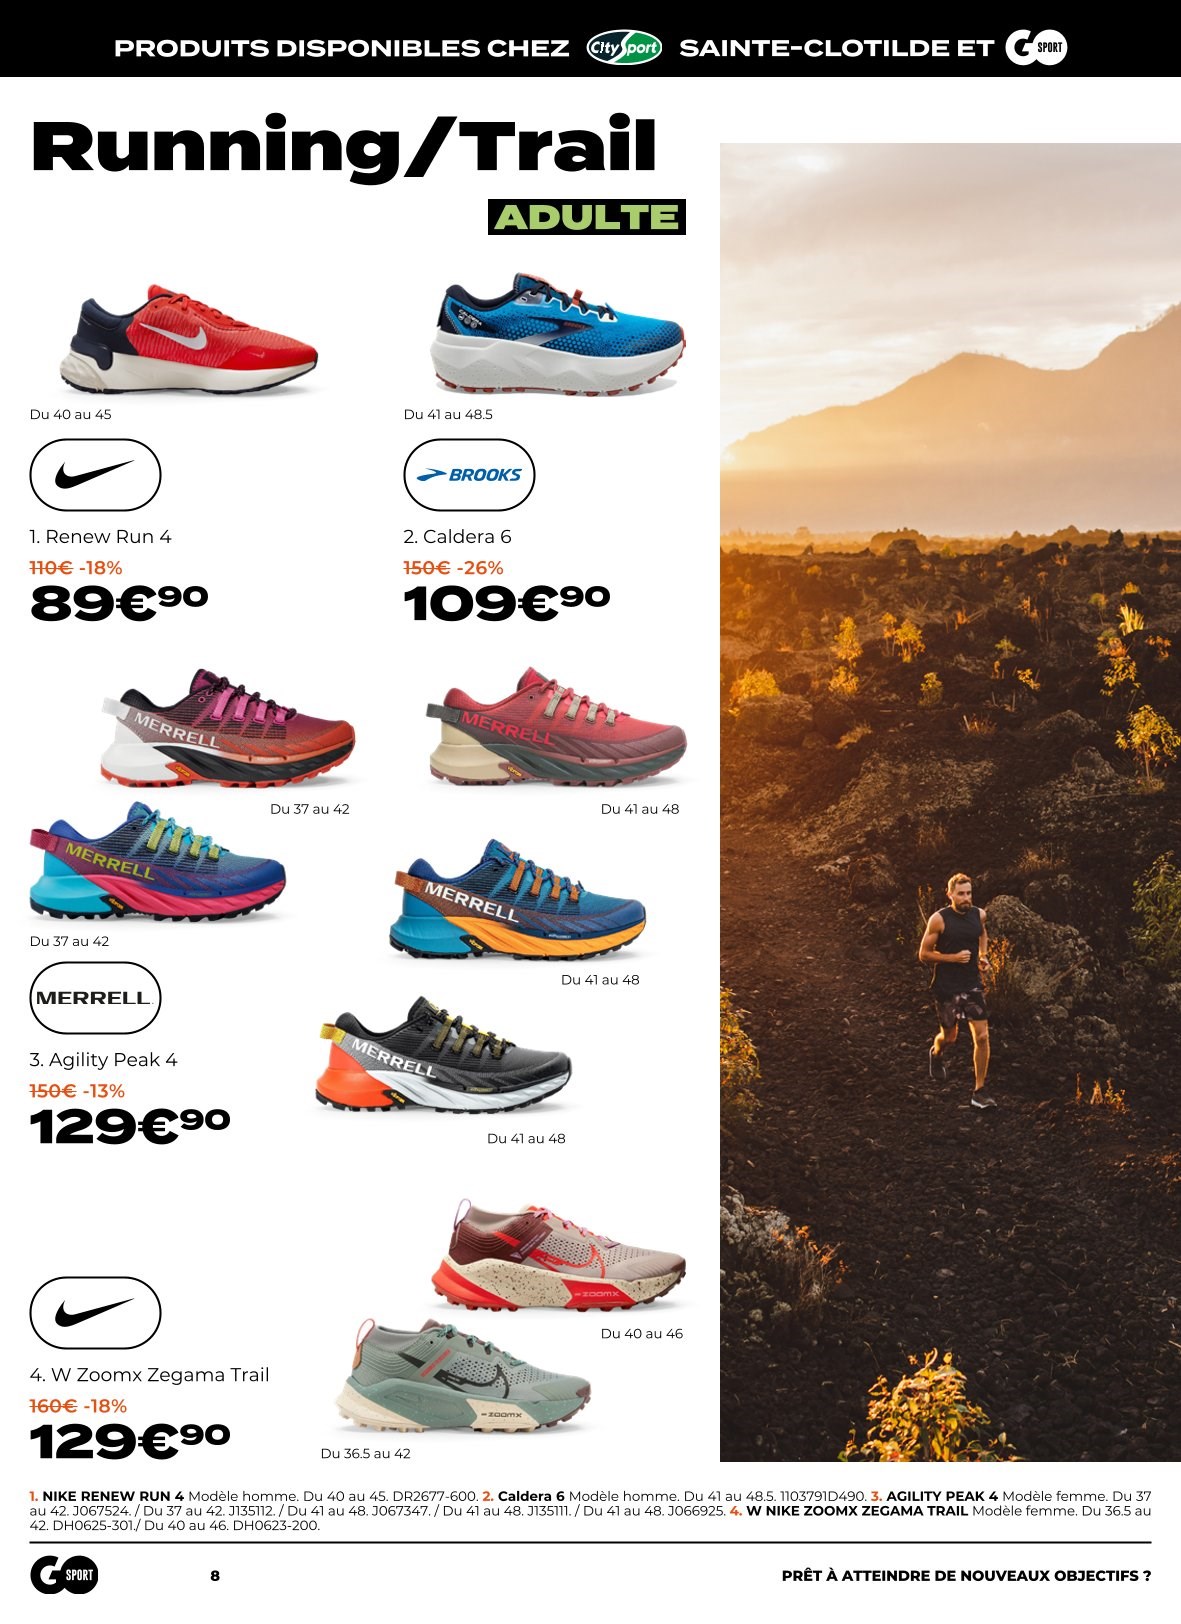 PRODUITS DISPONIBLES CHEZ CitySport SAINTE-CLOTILDE ET GO SPORT
Running/Trail
ADULTE
Du 40 au 45
Du 41 au 48.5
BROOKS
1. Renew Run 4
2. Caldera 6
110€ -18%
150€ -26%
89€90
109€90
MERRELL
MERRELL
Du 37 au 42
Du 41 au 48
MERRELL
MERRELL
Du 37 au 42
Du 41 au 48
MERRELL
MERRELL
3. Agility Peak 4
150€ -13%
129€90
Du 41 au 48
ZOOMX
Du 40 au 46
4. W Zoomx Zegama Trail
160€ -18%
129€90
ZOOMX
Du 36.5 au 42
1. NIKE RENEW RUN 4 Modèle homme. Du 40 au 45. DR2677-600. 2. Caldera 6 Modèle homme. Du 41 au 48.5. 1103791D490. 3. AGILITY PEAK 4 Modèle femme. Du 37
au 42. J067524. / Du 37 au 42. J135112. / Du 41 au 48. J067347. / Du 41 au 48. J135111. / Du 41 au 48. J066925. 4. W NIKE ZOOMX ZEGAMA TRAIL Modèle femme. Du 36.5 au
42. DH0625-301./ Du 40 au 46. DH0623-200.
GO SPORT
8
PRÊT À ATTEINDRE DE NOUVEAUX OBJECTIFS ?